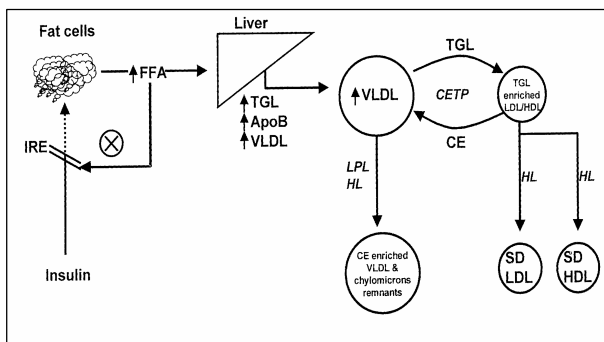 Fat cells
FFA
Liver
TGL
ApoB
VLDL
IRE
Insulin
VLDL
TGL
CETP
CE
TGL
enriched
LDL/HDL
LPL
HL
HL
HL
CE enriched
VLDL &
chylomicrons
remnants
SD
LDL
SD
HDL